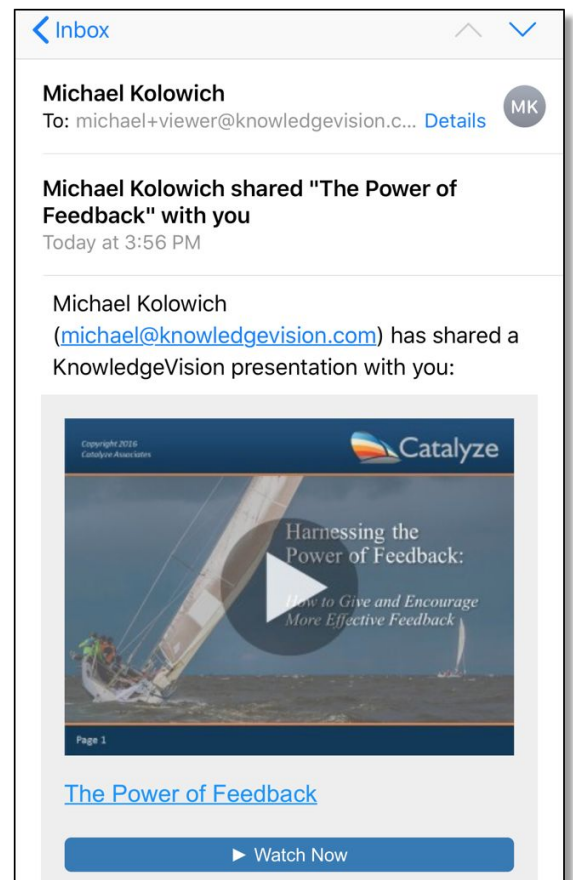 Inbox
Michael Kolowich
MK
To: michael+viewer@knowledgevision.c... Details
Michael Kolowich shared "The Power of
Feedback" with you
Today at 3:56 PM
Michael Kolowich
(michael@knowledgevision.com) has shared a
KnowledgeVision presentation with you:
Copyright 2016
Catalyze Associates
Catalyze
Harnessing the
Power of Feedback:
How to Give and Encourage
More Effective Feedback
Page 1
The Power of Feedback
► Watch Now